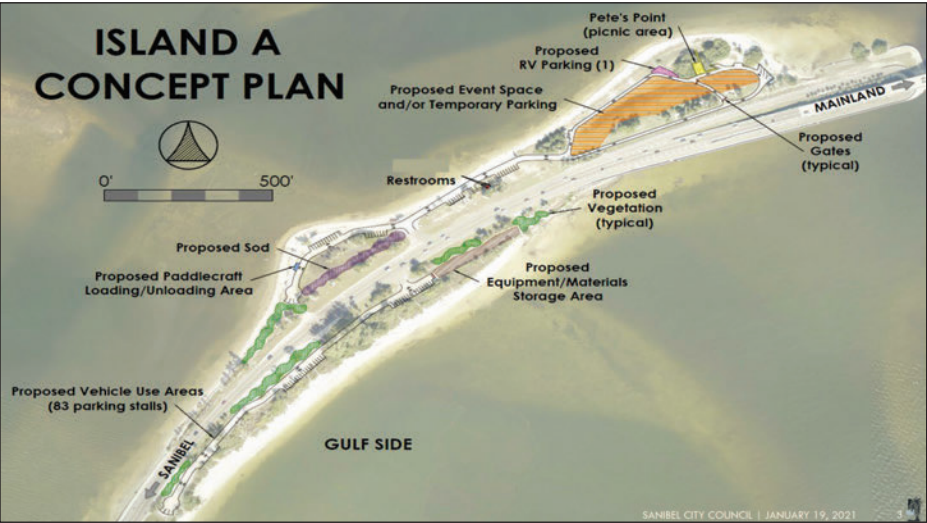 ISLAND A
CONCEPT PLAN
0'
500'
Pete's Point
(picnic area)
Proposed
RV Parking (1)
Proposed Event Space
and/or Temporary Parking
MAINLAND
Proposed
Gates
(typical)
Restrooms
Proposed
Vegetation
(typical)
Proposed Sod
Proposed Paddlecraft
Loading/Unloading Area
Proposed
Equipment/Materials
Storage Area
Proposed Vehicle Use Areas
(83 parking stalls)
SANIBEL
GULF SIDE
SANIBEL CITY COUNCIL | JANUARY 19, 2021
3